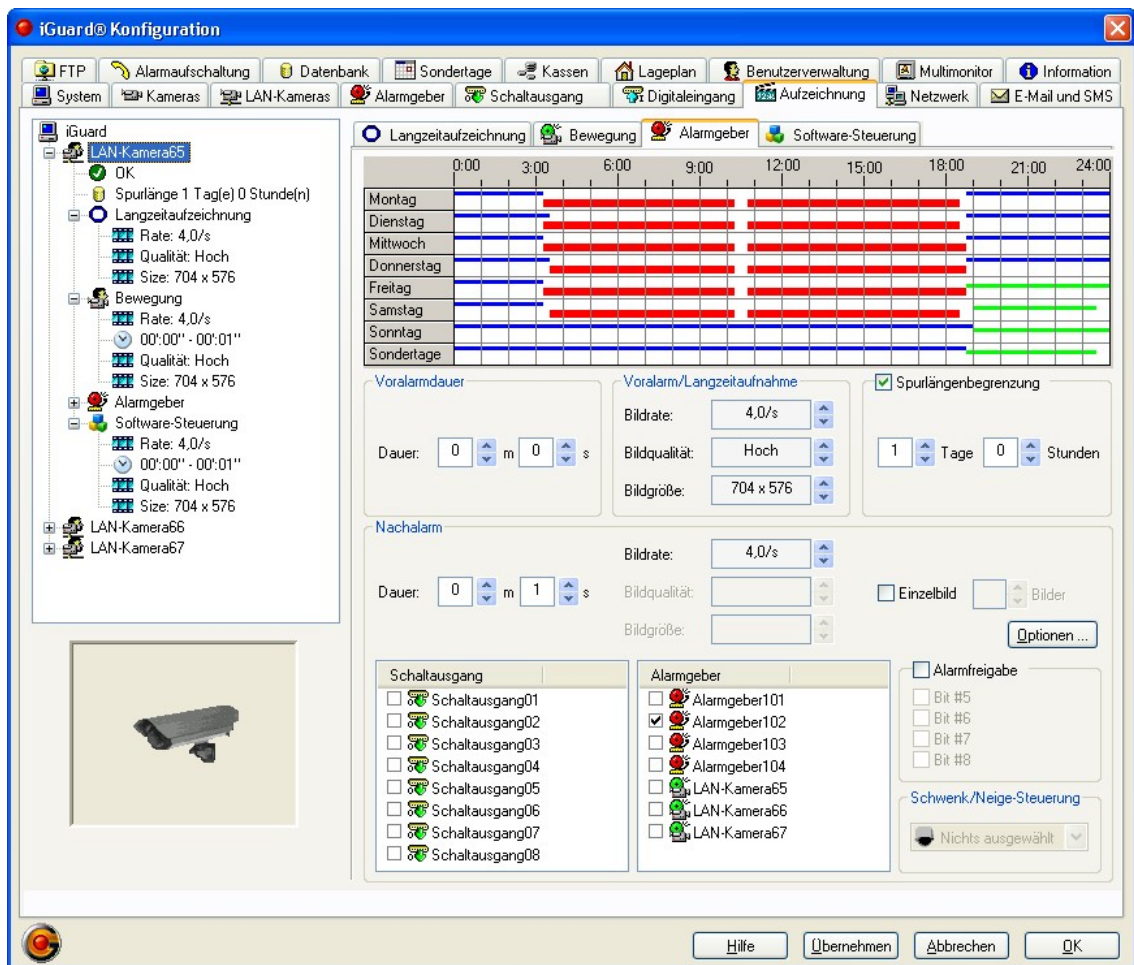 iGuard® Konfiguration
FTP
Alarmaufschaltung
Datenbank
Sondertage
Kassen
Lageplan
Benutzerverwaltung
Multimonitor
Information
System
Kameras
LAN-Kameras
Alarmgeber
Schaltausgang
Digitaleingang
Aufzeichnung
Netzwerk
E-Mail und SMS
iGuard
LAN-Kamera65
OK
Spurlänge 1 Tag(e) 0 Stunde(n)
Langzeitaufzeichnung
Rate: 4,0/s
Qualität: Hoch
Size: 704 x 576
Bewegung
Rate: 4,0/s
00':00" - 00':01"
Qualität: Hoch
Size: 704 x 576
Alarmgeber
Software-Steuerung
Rate: 4,0/s
00':00" - 00':01"
Qualität: Hoch
Size: 704 x 576
LAN-Kamera66
LAN-Kamera67
Langzeitaufzeichnung
Bewegung
Alarmgeber
Software-Steuerung
0:00 3:00 6:00 9:00 12:00 15:00 18:00 21:00 24:00
Montag
Dienstag
Mittwoch
Donnerstag
Freitag
Samstag
Sonntag
Sondertage
Voralarmdauer
Dauer: 0 m 0 s
Voralarm/Langzeitaufnahme
Bildrate: 4,0/s
Bildqualität: Hoch
Bildgröße: 704 x 576
Spurlängenbegrenzung
1 Tage 0 Stunden
Nachalarm
Dauer: 0 m 1 s
Bildrate: 4,0/s
Bildqualität:
Bildgröße:
Einzelbild
Bilder
Optionen ...
Schaltausgang
Schaltausgang01
Schaltausgang02
Schaltausgang03
Schaltausgang04
Schaltausgang05
Schaltausgang06
Schaltausgang07
Schaltausgang08
Alarmgeber
Alarmgeber101
Alarmgeber102
Alarmgeber103
Alarmgeber104
LAN-Kamera65
LAN-Kamera66
LAN-Kamera67
Alarmfreigabe
Bit #5
Bit #6
Bit #7
Bit #8
Schwenk/Neige-Steuerung
Nichts ausgewählt
Hilfe
Übernehmen
Abbrechen
OK